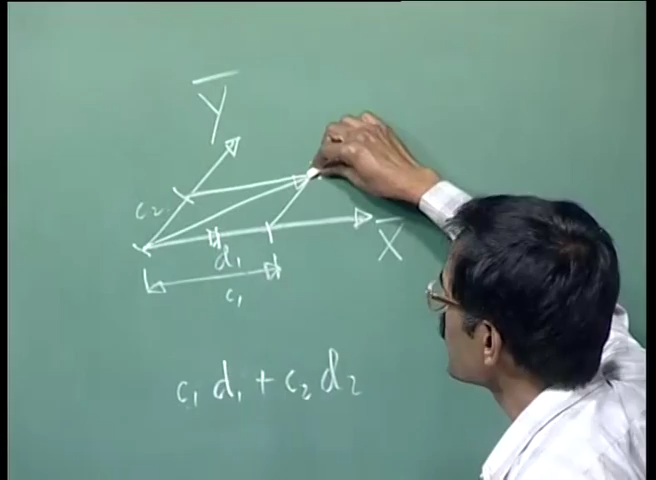 Y̅
c₂
X̅
d₁
c₁
c₁ d₁ + c₂ d₂